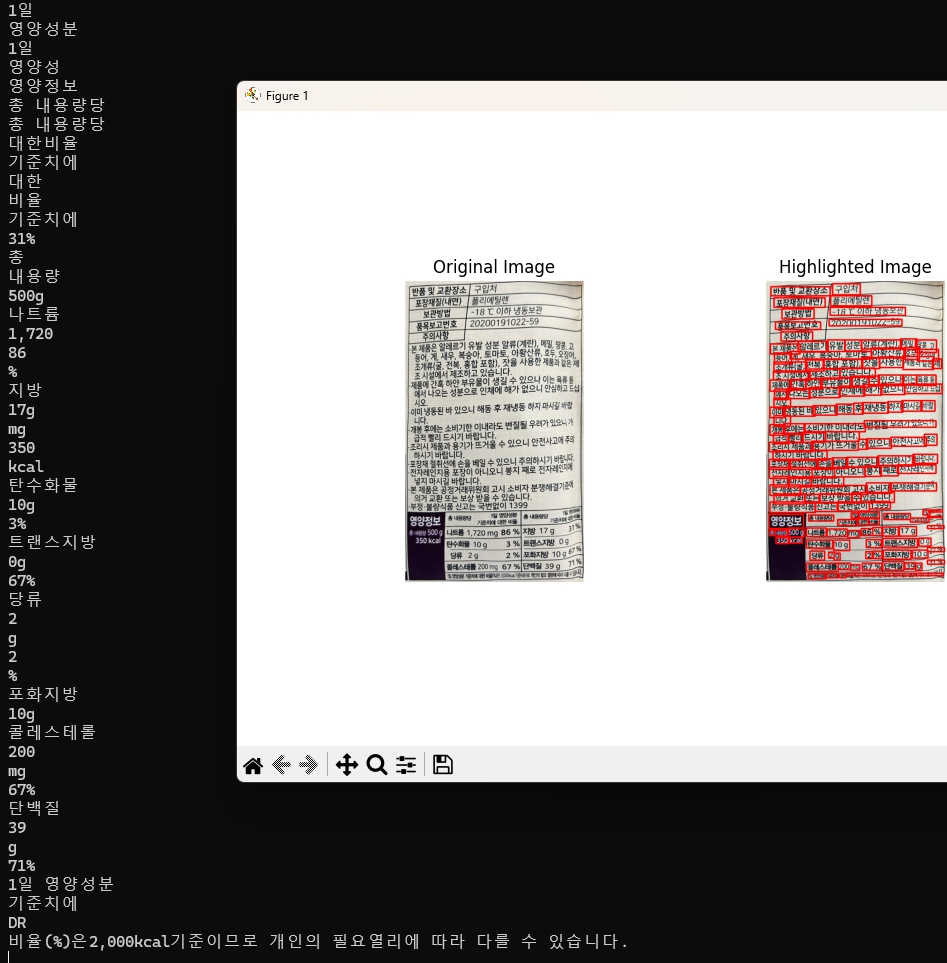 1일
영양성분
1일
영양성
영양정보
총 내용량당
총 내용량당
대한비율
기준치에
대한
비율
기준치에
31%
총
내용량
500g
나트륨
1,720
86
%
지방
17g
mg
350
kcal
탄수화물
10g
3%
트랜스지방
0g
67%
당류
2
g
2
%
포화지방
10g
콜레스테롤
200
mg
67%
단백질
39
g
71%
1일 영양성분
기준치에
DR
비율(%)은2,000kcal기준이므로 개인의 필요열리에 따라 다를 수 있습니다.
Figure 1
Original Image
반품 및 교환장소 구입처
포장재질(내면) 폴리에틸렌
보관방법 -18 ℃ 이하 냉동보관
품목보고번호 20200191022-59
주의사항
·본 제품은 알레르기 유발 성분 알류(계란), 메밀, 땅콩, 고
등어, 게, 새우, 복숭아, 토마토, 아황산류, 호두, 오징어,
조개류(굴, 전복, 홍합 포함), 잣을 사용한 제품과 같은 제
조 시설에서 제조하고 있습니다.
·제품에 간혹 하얀 부유물이 생길 수 있으나 이는 육류 등
에서 나오는 성분으로 인체에 해가 없으니 안심하고 드십
시오.
·이미 냉동된 바 있으니 해동 후 재냉동 하지 마시길 바랍
니다.
·개봉 후에는 소비기한 이내라도 변질될 우려가 있으니, 가
급적 빨리 드시기 바랍니다.
·조리시 제품과 용기가 뜨거울 수 있으니 안전사고에 주의
하시기 바랍니다.
·포장재 절취선에 손을 베일 수 있으니 주의하시기 바랍니다.
·전자레인지용 포장이 아니오니 봉지 째로 전자레인지에
넣지 마시길 바랍니다.
·본 제품은 공정거래위원회 고시 소비자 분쟁해결기준에
의거 교환 또는 보상 받을 수 있습니다.
·부정·불량식품 신고는 국번없이 1399
영양정보
총 내용량 500 g
350 kcal
총 내용량당 1일 영양성분 기준치에 대한 비율 총 내용량당
나트륨 1,720 mg 86 % 지방 17 g 31 %
탄수화물 10 g 3 % 트랜스지방 0 g
당류 2 g 2 % 포화지방 10 g 67 %
콜레스테롤 200 mg 67 % 단백질 39 g 71 %
Highlighted Image
반품 및 교환장소 구입처
포장재질(내면) 폴리에틸렌
보관방법 -18 ℃ 이하 냉동보관
품목보고번호 20200191022-59
주의사항
영양정보